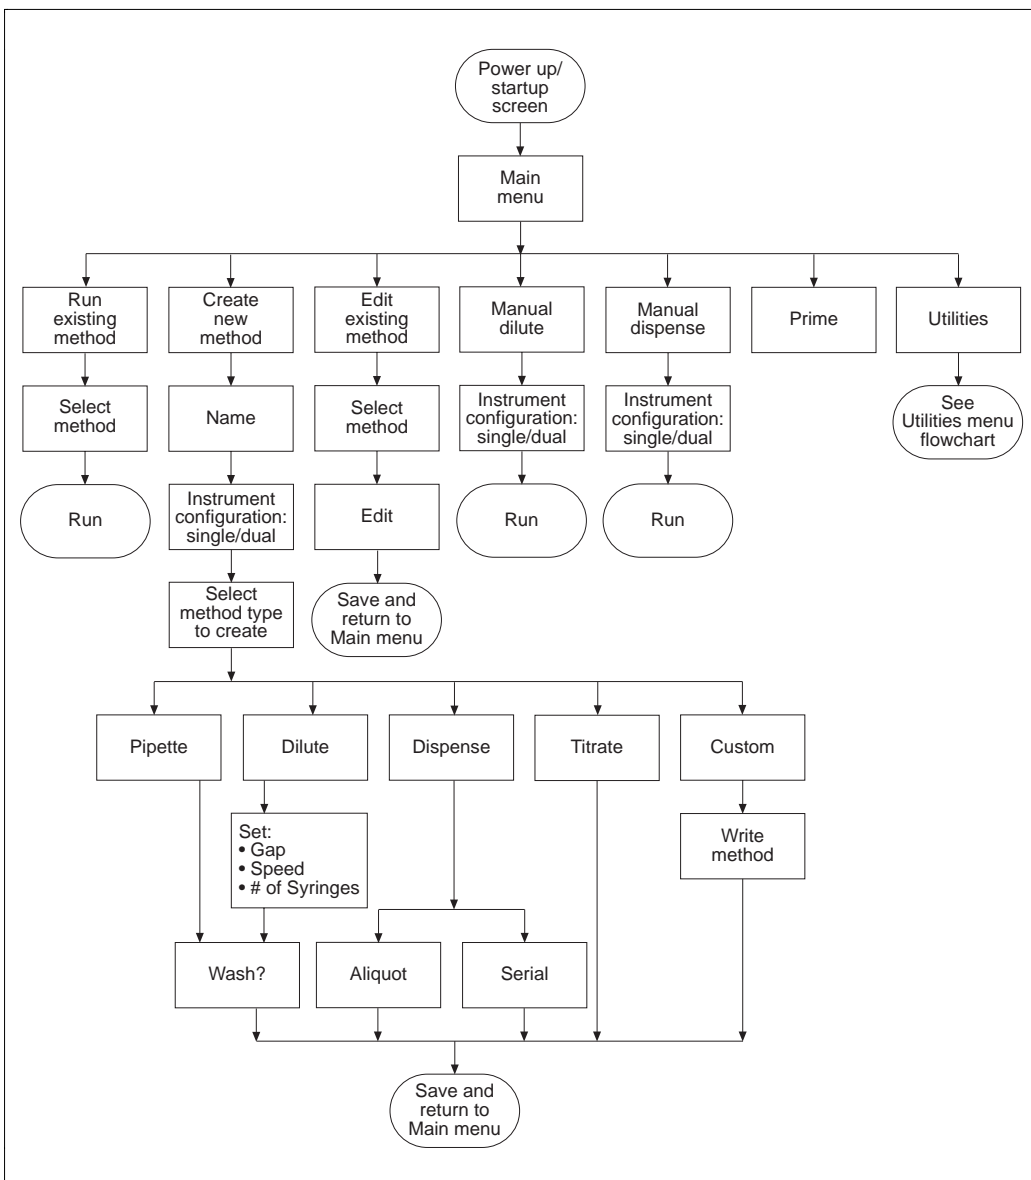 Power up/
startup
screen
Main
menu
Run
existing
method
Create
new
method
Edit
existing
method
Manual
dilute
Manual
dispense
Prime
Utilities
Select
method
Name
Select
method
Instrument
configuration:
single/dual
Instrument
configuration:
single/dual
See
Utilities menu
flowchart
Run
Instrument
configuration:
single/dual
Edit
Run
Run
Select
method type
to create
Save and
return to
Main menu
Pipette
Dilute
Dispense
Titrate
Custom
Set:
• Gap
• Speed
• # of Syringes
Write
method
Wash?
Aliquot
Serial
Save and
return to
Main menu